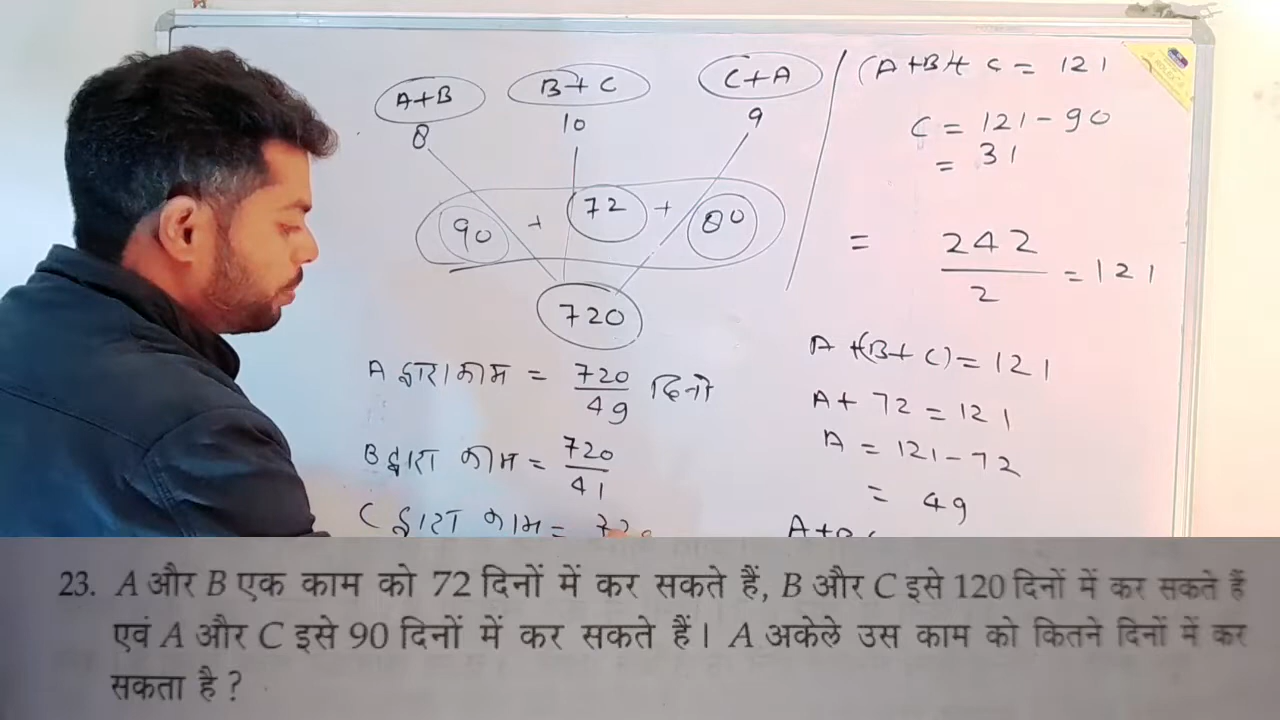 A+B B+C C+A
8 10 9
90 + 72 + 80
720
A द्वारा काम = 720/49 दिनों
B द्वारा काम = 720/41
C द्वारा काम =
(A+B)+ C = 121
C = 121 - 90
= 31
= 242/2 = 121
A +(B+ C) = 121
A + 72 = 121
A = 121-72
= 49
23. A और B एक काम को 72 दिनों में कर सकते हैं, B और C इसे 120 दिनों में कर सकते हैं
एवं A और C इसे 90 दिनों में कर सकते हैं। A अकेले उस काम को कितने दिनों में कर
सकता है ?